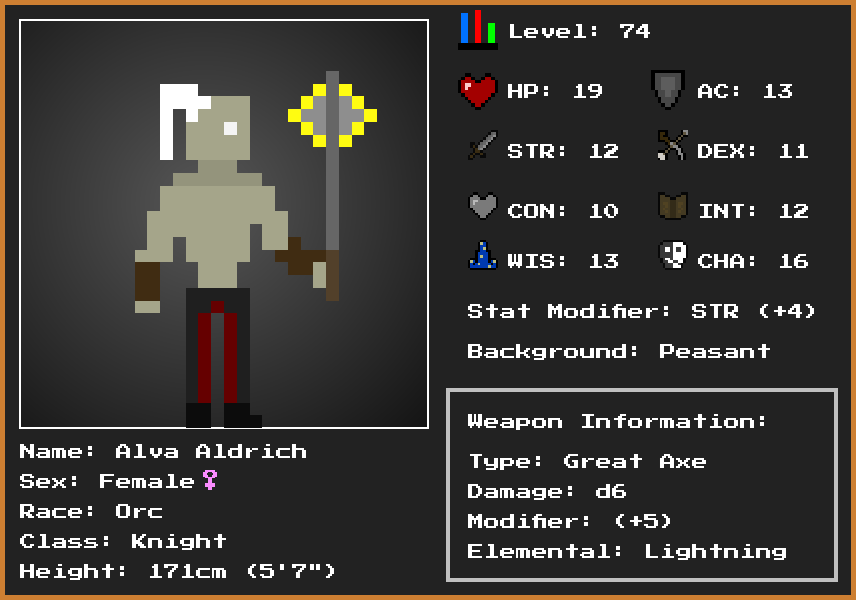 Level: 74
HP: 19
AC: 13
STR: 12
DEX: 11
CON: 10
INT: 12
WIS: 13
CHA: 16
Stat Modifier: STR (+4)
Background: Peasant
Weapon Information:
Type: Great Axe
Damage: d6
Modifier: (+5)
Elemental: Lightning
Name: Alva Aldrich
Sex: Female♀
Race: Orc
Class: Knight
Height: 171cm (5'7")